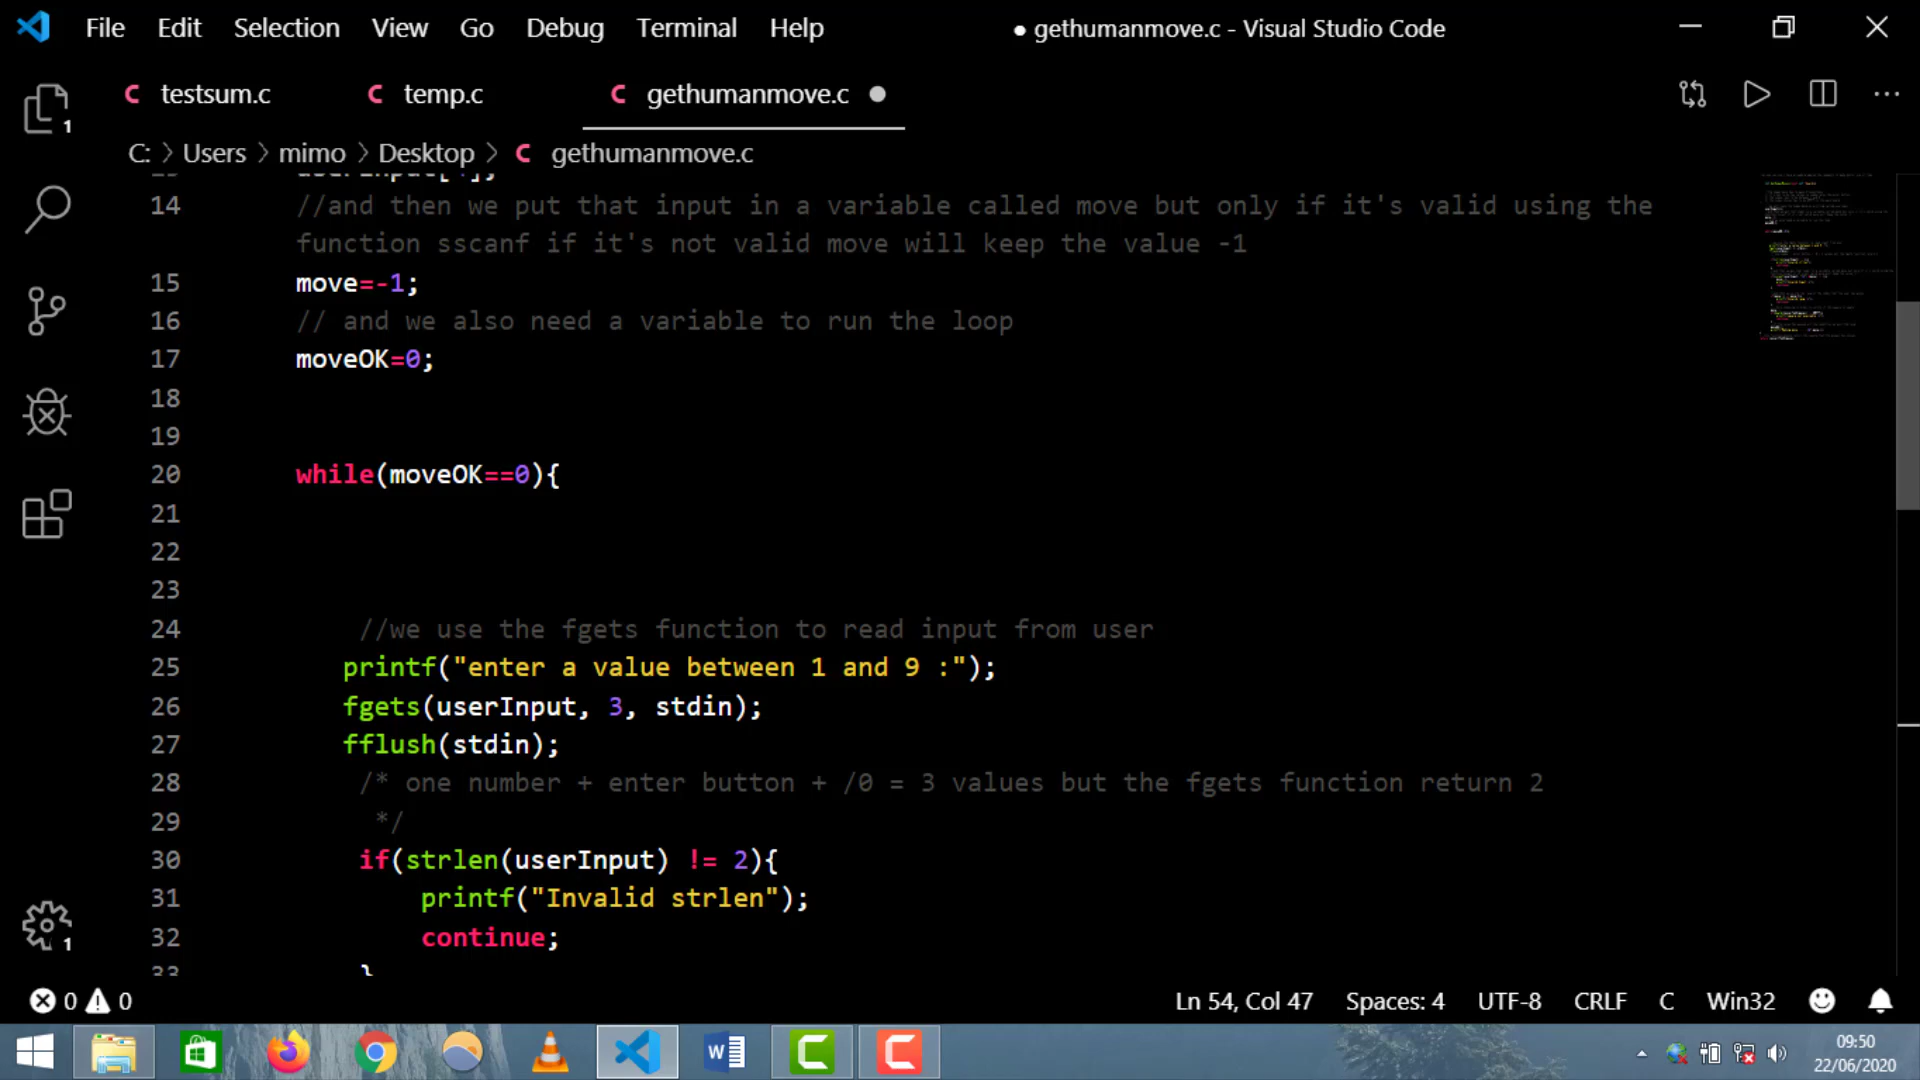 File Edit Selection View Go Debug Terminal Help ● gethumanmove.c - Visual Studio Code
C testsum.c C temp.c C gethumanmove.c ●
C: > Users > mimo > Desktop > C gethumanmove.c
1
14 //and then we put that input in a variable called move but only if it's valid using the
function sscanf if it's not valid move will keep the value -1
15 move=-1;
16 // and we also need a variable to run the loop
17 moveOK=0;
18
19
20 while(moveOK==0){
21
22
23
24 //we use the fgets function to read input from user
25 printf("enter a value between 1 and 9 :");
26 fgets(userInput, 3, stdin);
27 fflush(stdin);
28 /* one number + enter button + /0 = 3 values but the fgets function return 2
29 */
30 if(strlen(userInput) != 2){
31 printf("Invalid strlen");
32 continue;
33 }
1
0 0 Ln 54, Col 47 Spaces: 4 UTF-8 CRLF C Win32
09:50
22/06/2020